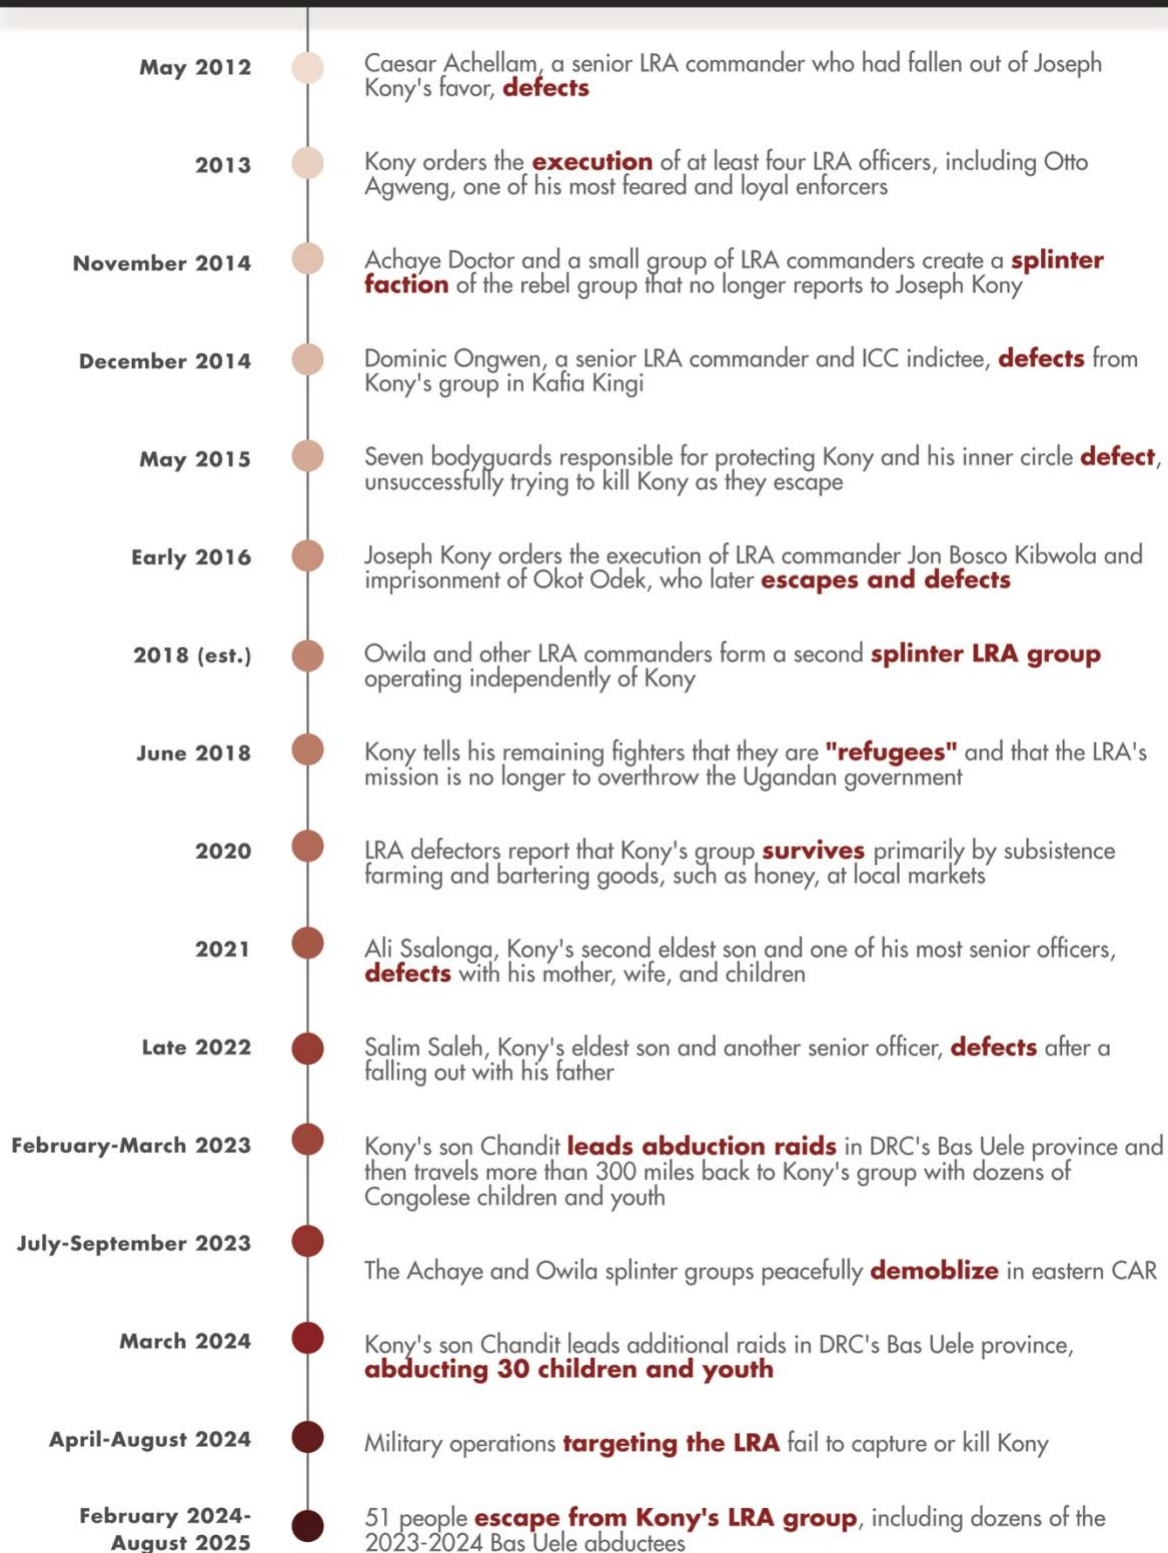 May 2012
Caesar Achellam, a senior LRA commander who had fallen out of Joseph
Kony's favor, defects
2013
Kony orders the execution of at least four LRA officers, including Otto
Agweng, one of his most feared and loyal enforcers
November 2014
Achaye Doctor and a small group of LRA commanders create a splinter
faction of the rebel group that no longer reports to Joseph Kony
December 2014
Dominic Ongwen, a senior LRA commander and ICC indictee, defects from
Kony's group in Kafia Kingi
May 2015
Seven bodyguards responsible for protecting Kony and his inner circle defect,
unsuccessfully trying to kill Kony as they escape
Early 2016
Joseph Kony orders the execution of LRA commander Jon Bosco Kibwola and
imprisonment of Okot Odek, who later escapes and defects
2018 (est.)
Owila and other LRA commanders form a second splinter LRA group
operating independently of Kony
June 2018
Kony tells his remaining fighters that they are "refugees" and that the LRA's
mission is no longer to overthrow the Ugandan government
2020
LRA defectors report that Kony's group survives primarily by subsistence
farming and bartering goods, such as honey, at local markets
2021
Ali Ssalonga, Kony's second eldest son and one of his most senior officers,
defects with his mother, wife, and children
Late 2022
Salim Saleh, Kony's eldest son and another senior officer, defects after a
falling out with his father
February-March 2023
Kony's son Chandit leads abduction raids in DRC's Bas Uele province and
then travels more than 300 miles back to Kony's group with dozens of
Congolese children and youth
July-September 2023
The Achaye and Owila splinter groups peacefully demoblize in eastern CAR
March 2024
Kony's son Chandit leads additional raids in DRC's Bas Uele province,
abducting 30 children and youth
April-August 2024
Military operations targeting the LRA fail to capture or kill Kony
February 2024-
August 2025
51 people escape from Kony's LRA group, including dozens of the
2023-2024 Bas Uele abductees